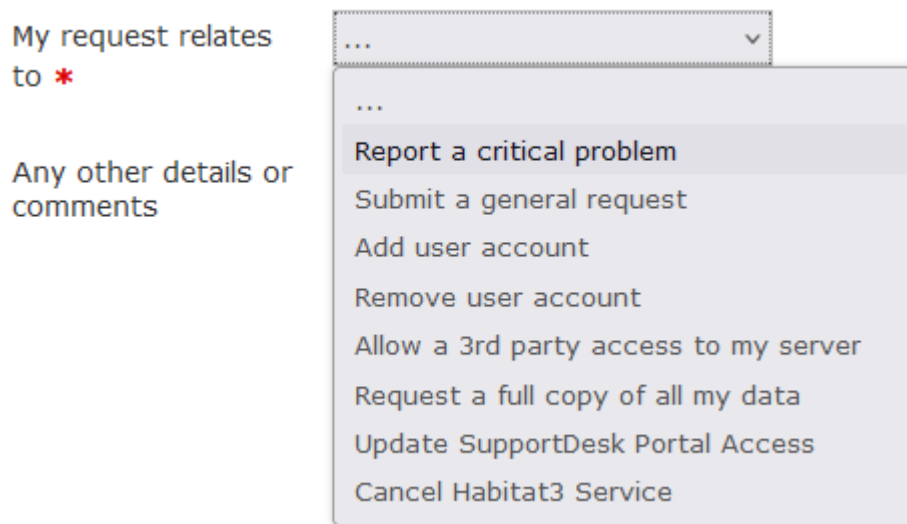 My request relates
to *
...
...
Report a critical problem
Submit a general request
Add user account
Remove user account
Allow a 3rd party access to my server
Request a full copy of all my data
Update SupportDesk Portal Access
Cancel Habitat3 Service
Any other details or
comments